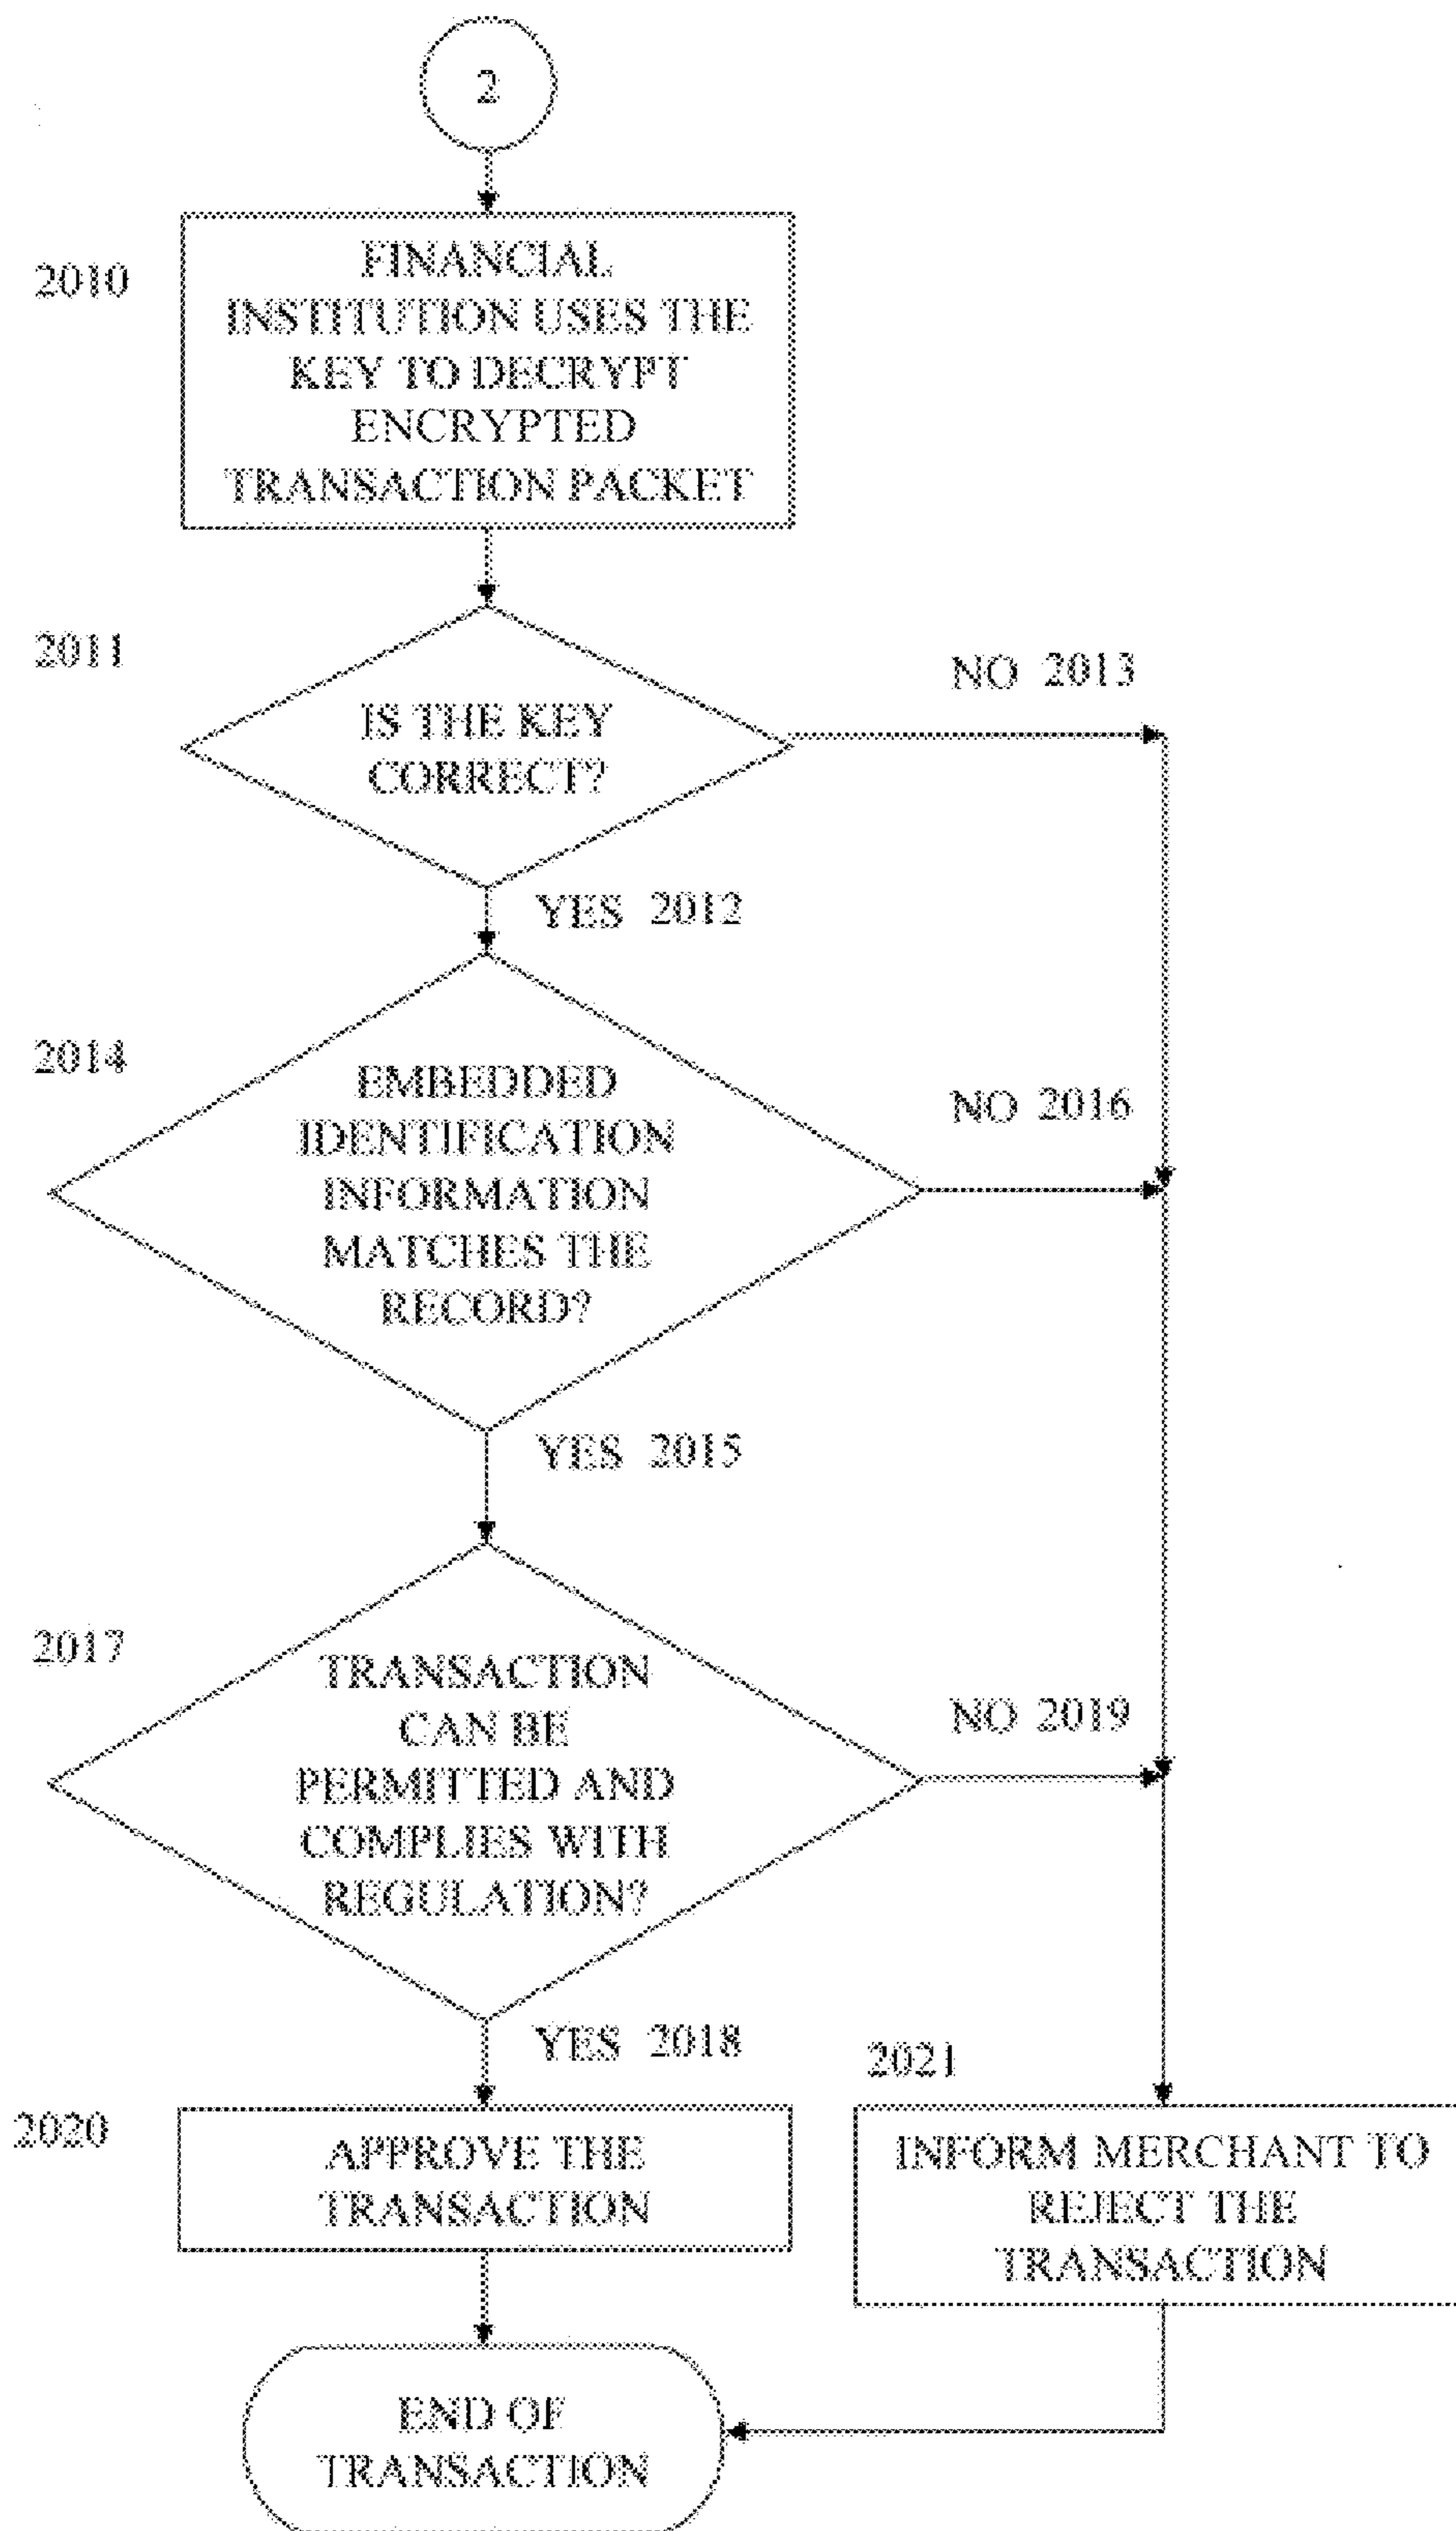 2
2010
FINANCIAL
INSTITUTION USES THE
KEY TO DECRYPT
ENCRYPTED
TRANSACTION PACKET
2011
IS THE KEY
CORRECT?
NO 2013
YES 2012
2014
EMBEDDED
IDENTIFICATION
INFORMATION
MATCHES THE
RECORD?
NO 2016
YES 2015
2017
TRANSACTION
CAN BE
PERMITTED AND
COMPLIES WITH
REGULATION?
NO 2019
YES 2018
2020
APPROVE THE
TRANSACTION
2021
INFORM MERCHANT TO
REJECT THE
TRANSACTION
END OF
TRANSACTION